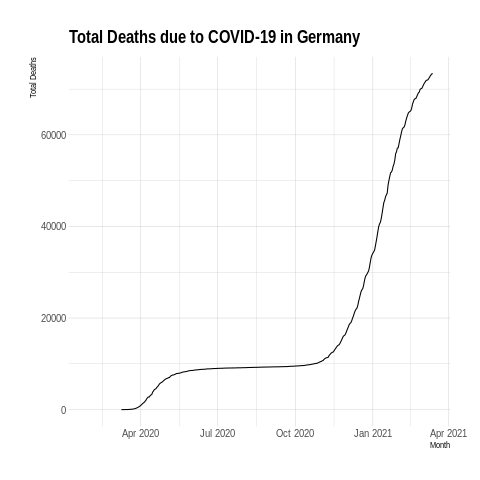 Total Deaths due to COVID-19 in Germany
Total Deaths
60000
40000
20000
0
Apr 2020 Jul 2020 Oct 2020 Jan 2021 Apr 2021
Month